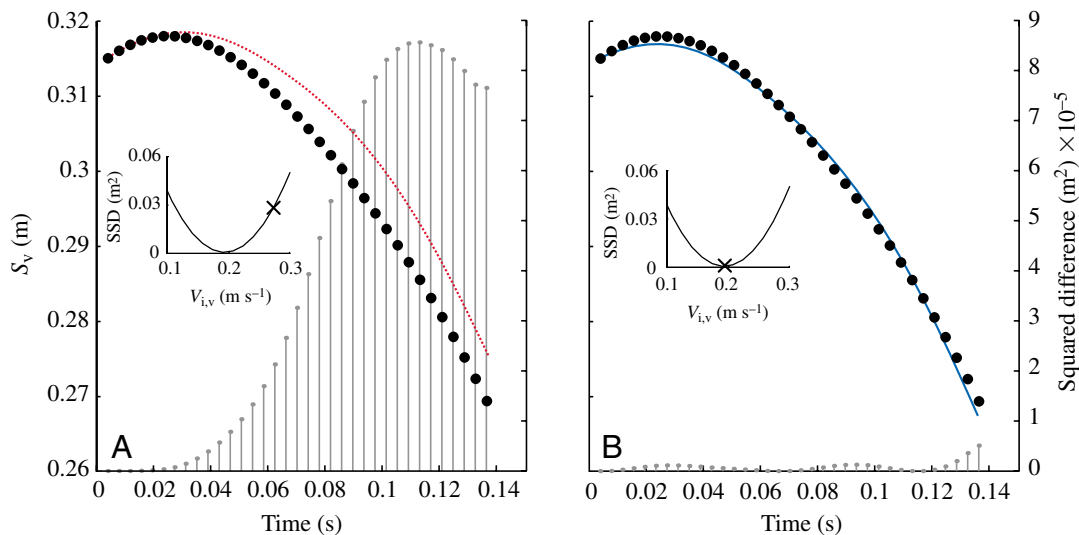 0.32
0.31
0.3
0.29
0.28
0.27
0.26
Sv (m)
A
0 0.02 0.04 0.06 0.08 0.1 0.12 0.14
Time (s)
0.06
0.03
0
SSD (m2)
0.1 0.2 0.3
Vi,v (m s–1)
B
0 0.02 0.04 0.06 0.08 0.1 0.12 0.14
Time (s)
0.06
0.03
0
SSD (m2)
0.1 0.2 0.3
Vi,v (m s–1)
9
8
7
6
5
4
3
2
1
0
Squared difference (m2) ×10–5